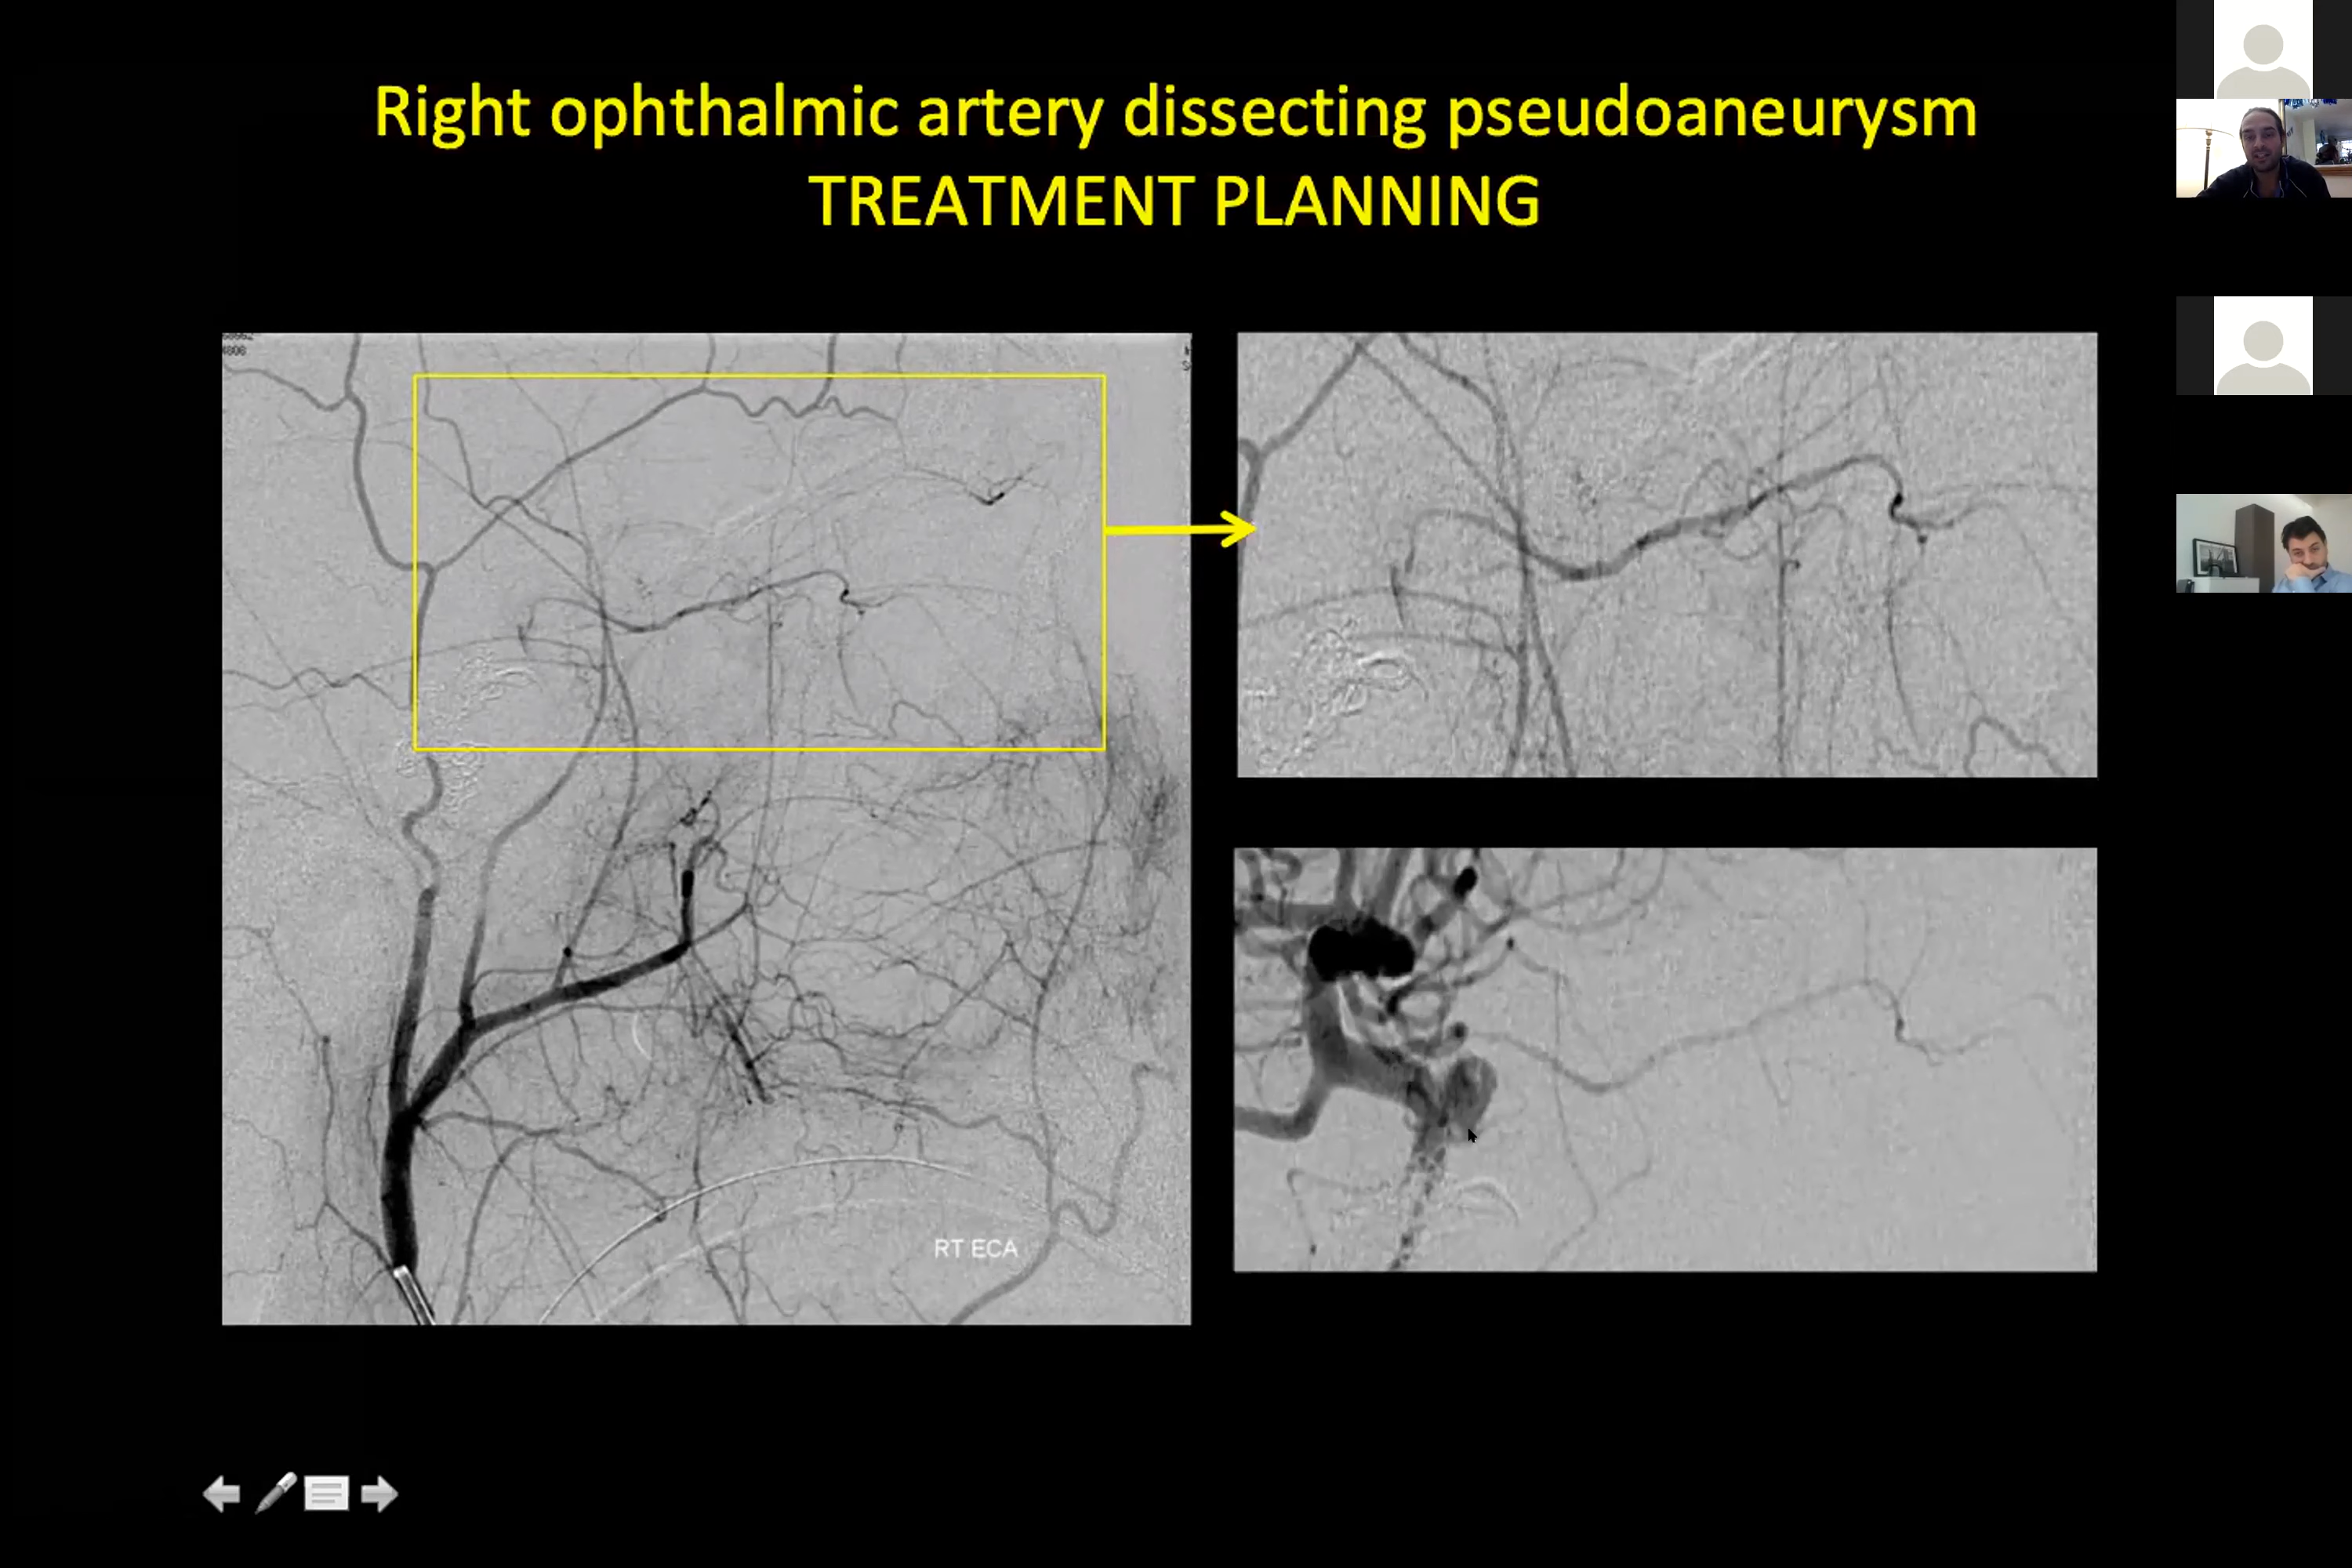 Right ophthalmic artery dissecting pseudoaneurysm
TREATMENT PLANNING
RT ECA